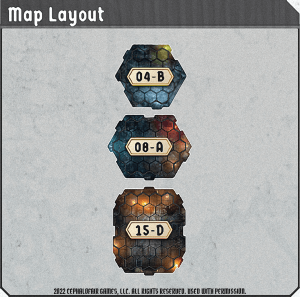 Map Layout
04-B
08-A
15-D
2022 CEPHALOFAIR GAMES, LLC. ALL RIGHTS RESERVED. USED WITH PERMISSION.